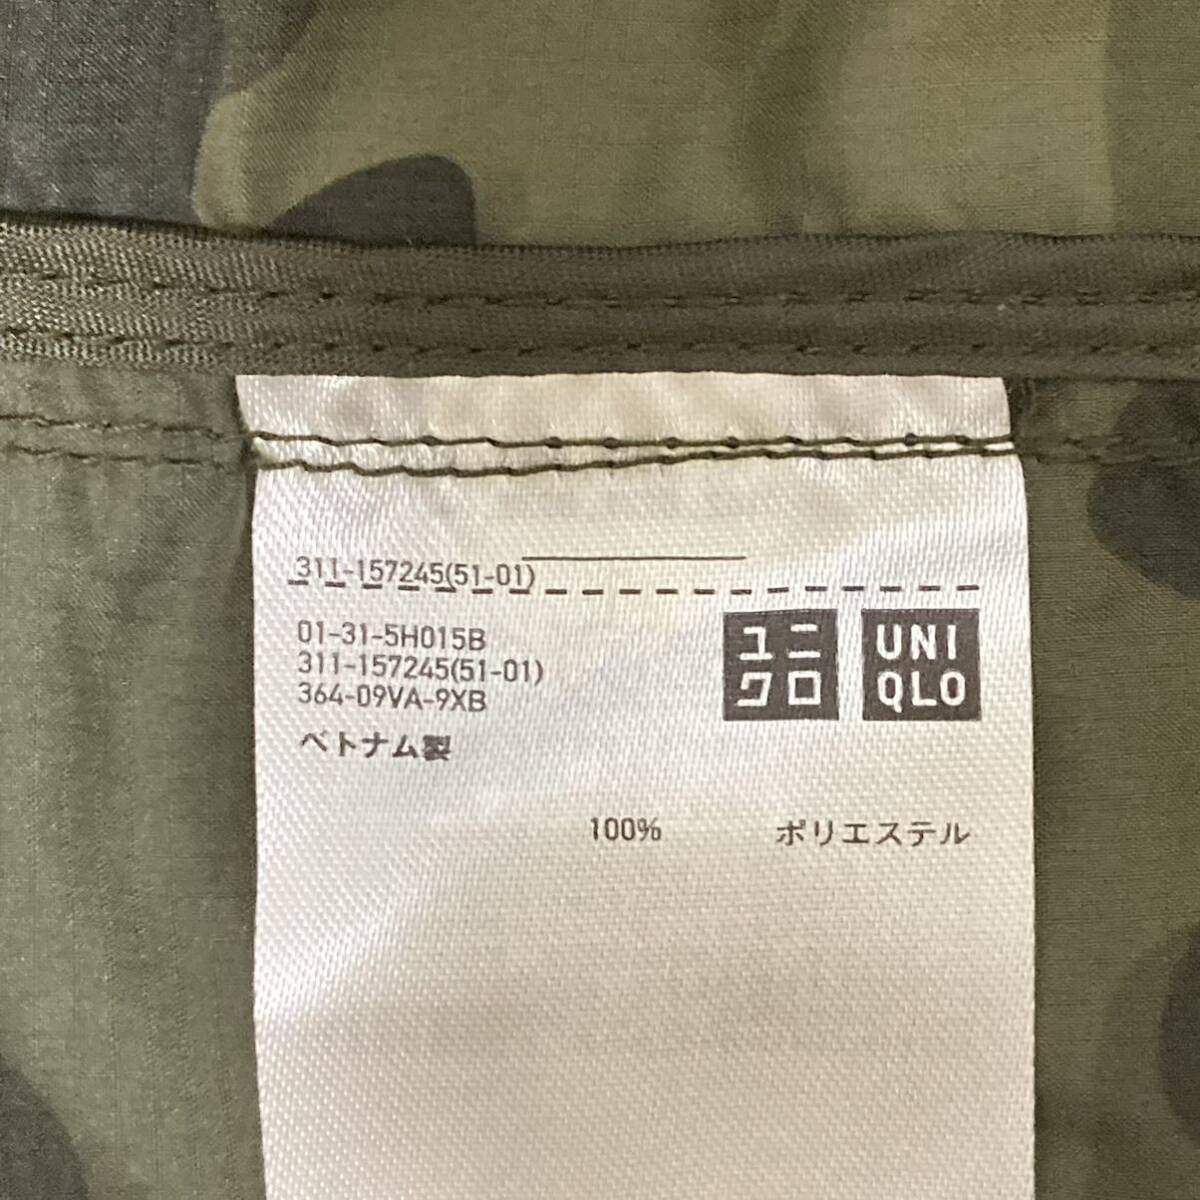 311-157245(51-01)
01-31-5H015B
311-157245(51-01)
364-09VA-9XB
ベトナム製
ユニ
クロ
UNI
QLO
100% ポリエステル